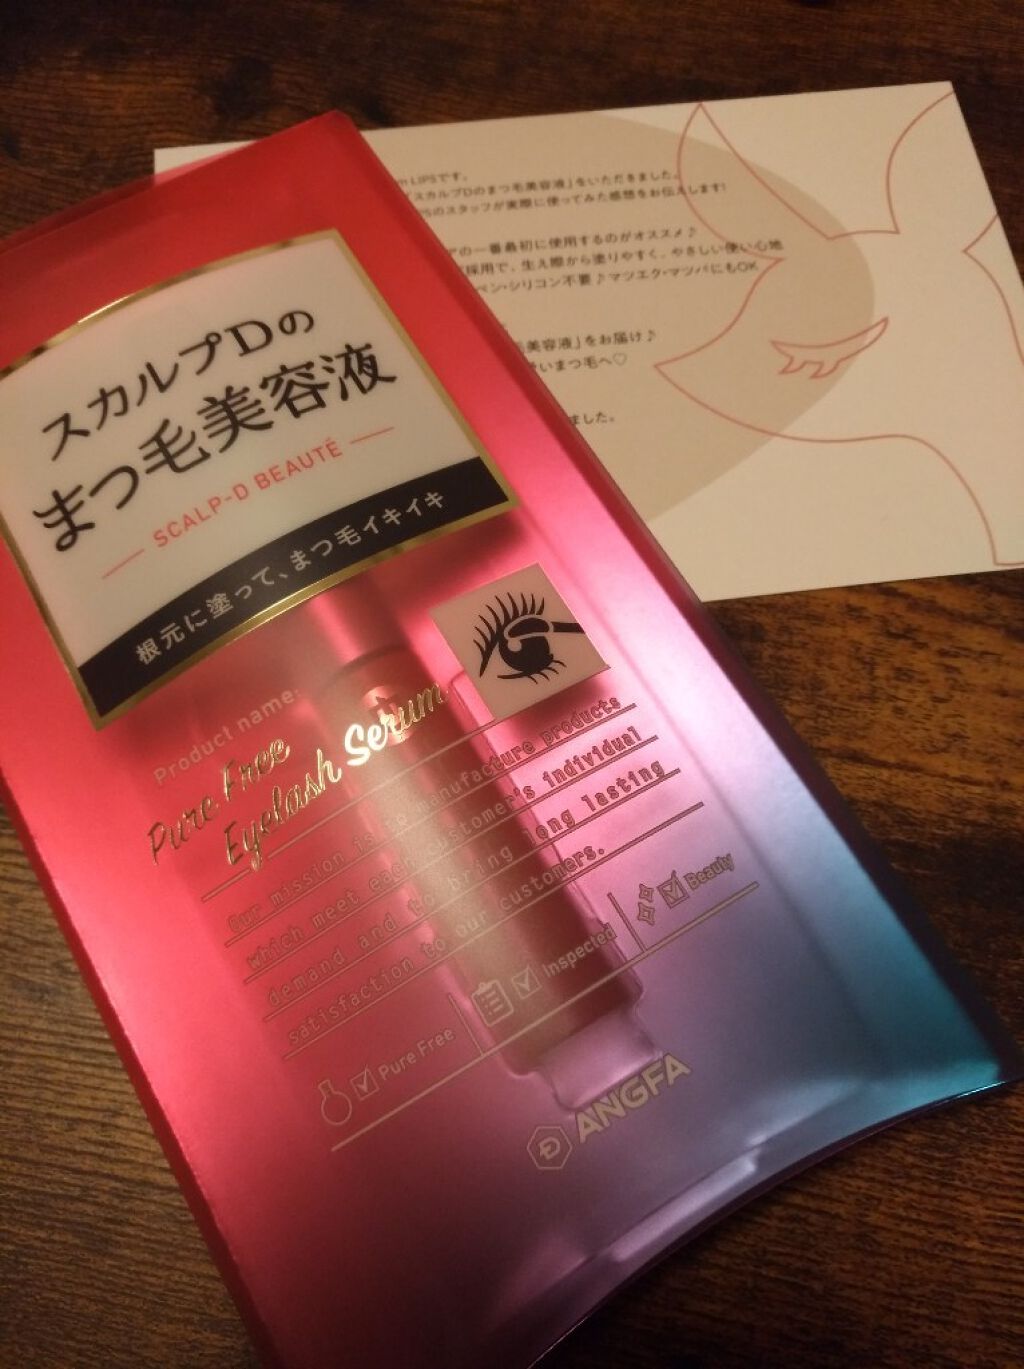 LIPSです。
スカルプDのまつ毛美容液」をいただきました。
のスタッフが実際に使ってみた感想をお伝えします!
の一番最初に使用するのがオススメ♪
採用で、生え際から塗りやすく、やさしい使い心地
シリコン不要♪マツエク・マツパにもOK
美容液」をお届け♪
いまつ毛へ♡
ました。
スカルプDの
まつ毛美容液
SCALP-D BEAUTÉ
根元に塗って、まつ毛イキイキ
Product name:
Pure Free
Eyelash Serum
Our mission is to manufacture products
which meet each customer's individual
demand and to bring long lasting
satisfaction to our customers.
Pure Free
Inspected
Beauty
ANGFA